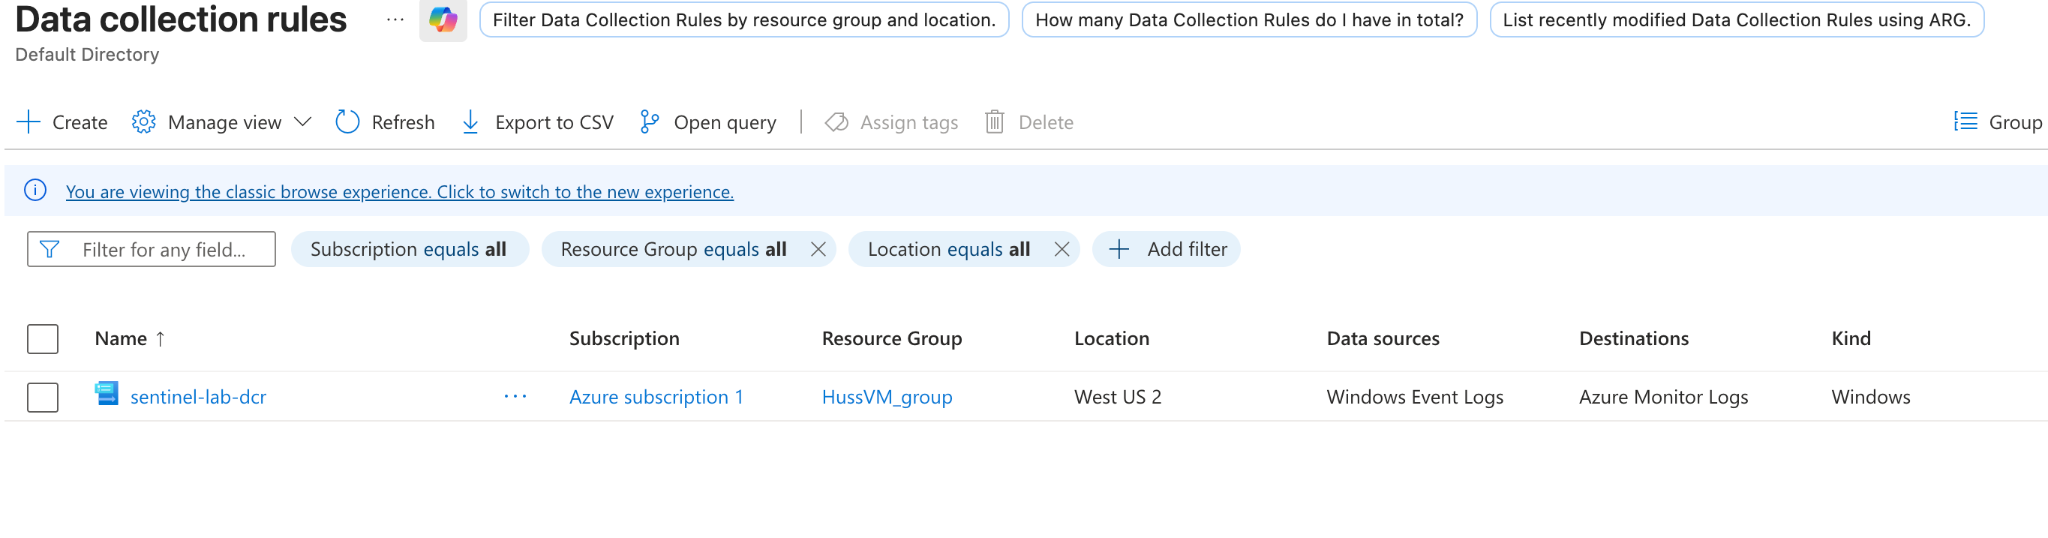 Data collection rules ... Filter Data Collection Rules by resource group and location. How many Data Collection Rules do I have in total? List recently modified Data Collection Rules using ARG.
Default Directory
Create Manage view Refresh Export to CSV Open query Assign tags Delete Group
You are viewing the classic browse experience. Click to switch to the new experience.
Filter for any field... Subscription equals all Resource Group equals all Location equals all Add filter
Name ↑ Subscription Resource Group Location Data sources Destinations Kind
sentinel-lab-dcr ... Azure subscription 1 HussVM_group West US 2 Windows Event Logs Azure Monitor Logs Windows